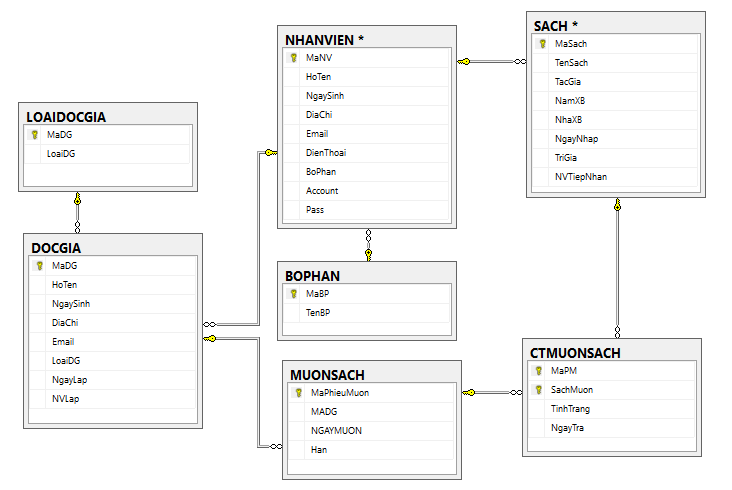 LOAIDOCGIA
MaDG
LoaiDG
DOCGIA
MaDG
HoTen
NgaySinh
DiaChi
Email
LoaiDG
NgayLap
NVLap
NHANVIEN *
MaNV
HoTen
NgaySinh
DiaChi
Email
DienThoai
BoPhan
Account
Pass
BOPHAN
MaBP
TenBP
MUONSACH
MaPhieuMuon
MADG
NGAYMUON
Han
SACH *
MaSach
TenSach
TacGia
NamXB
NhaXB
NgayNhap
TriGia
NVTiepNhan
CTMUONSACH
MaPM
SachMuon
TinhTrang
NgayTra